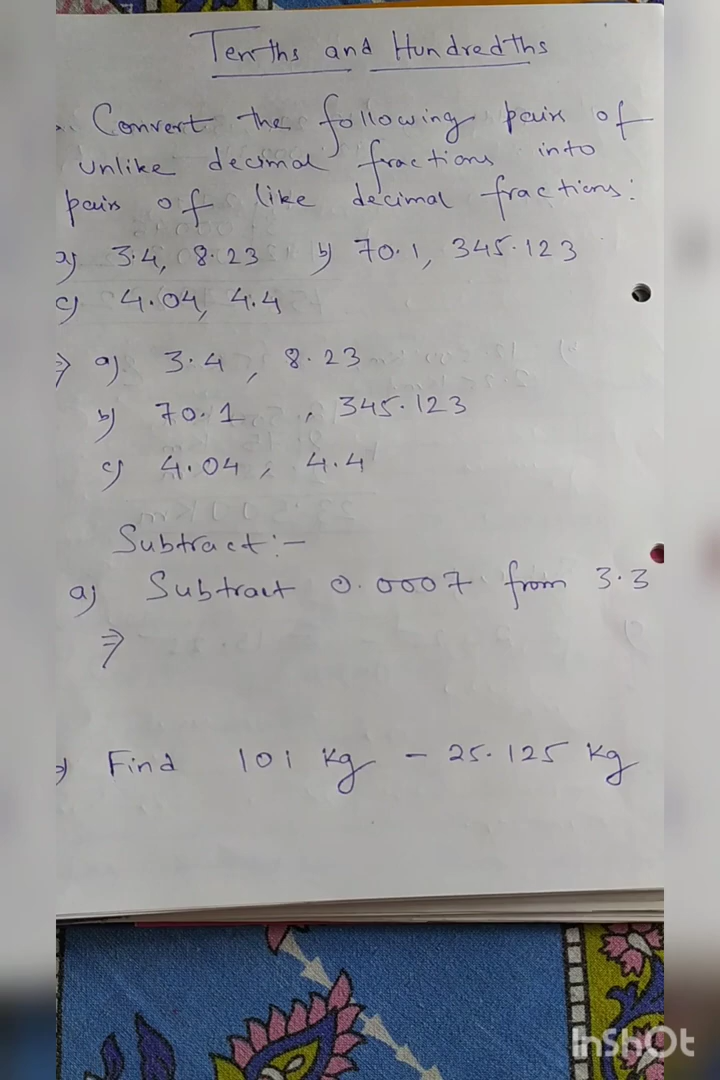 Tenths and Hundredths
Convert the following pairs of
unlike decimal fractions into
pairs of like decimal fractions:
a) 3.4, 8.23 b) 70.1, 345.123
c) 4.04, 4.4
⇒ a) 3.4 , 8.23
b) 70.1 , 345.123
c) 4.04 , 4.4
Subtract:-
a) Subtract 0.0007 from 3.3
⇒
Find 101 kg - 25.125 kg
InShOt